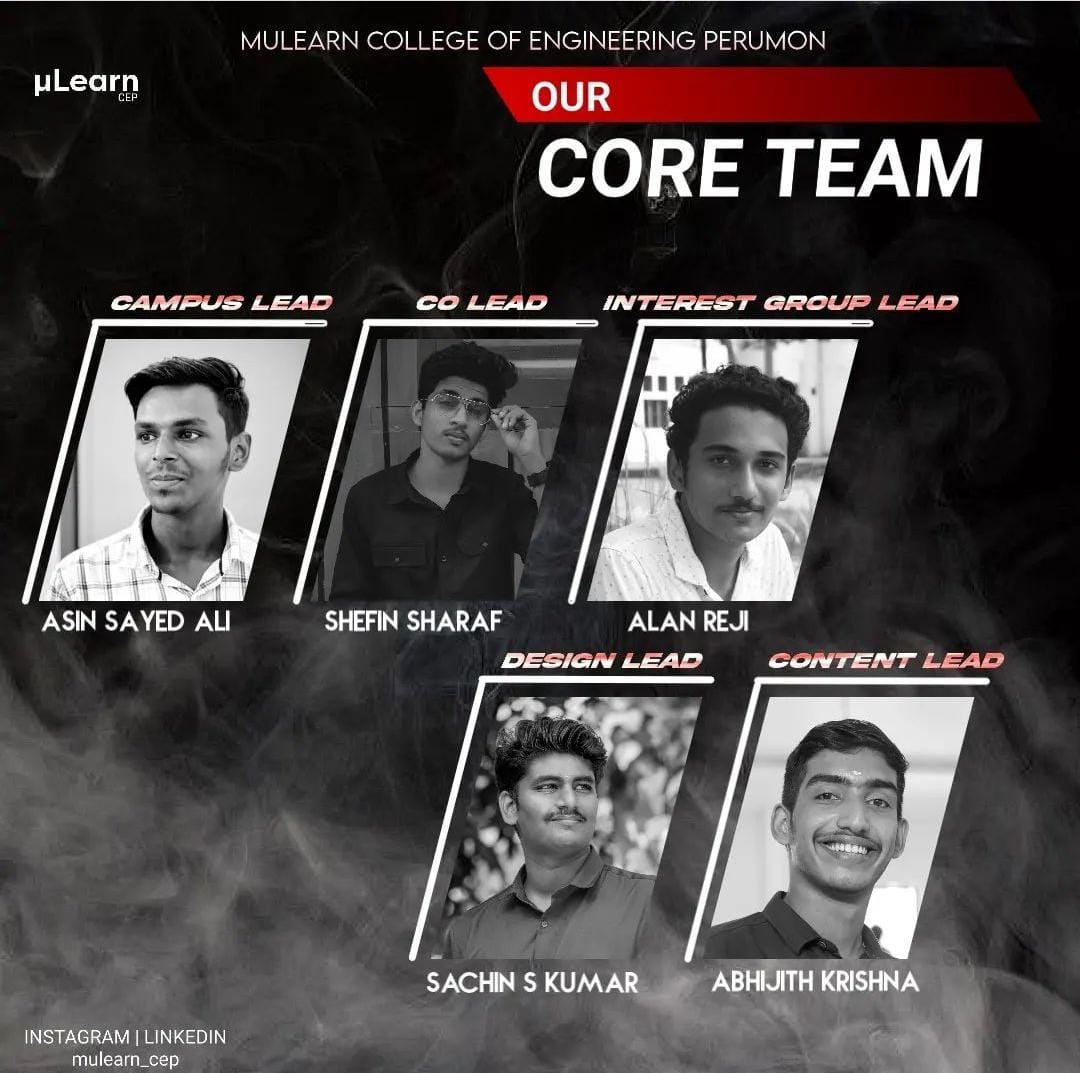 MULEARN COLLEGE OF ENGINEERING PERUMON
µLearn
CEP
OUR
CORE TEAM
CAMPUS LEAD
CO LEAD
INTEREST GROUP LEAD
ASIN SAYED ALI
SHEFIN SHARAF
ALAN REJI
DESIGN LEAD
CONTENT LEAD
SACHIN S KUMAR
ABHIJITH KRISHNA
INSTAGRAM | LINKEDIN
mulearn_cep